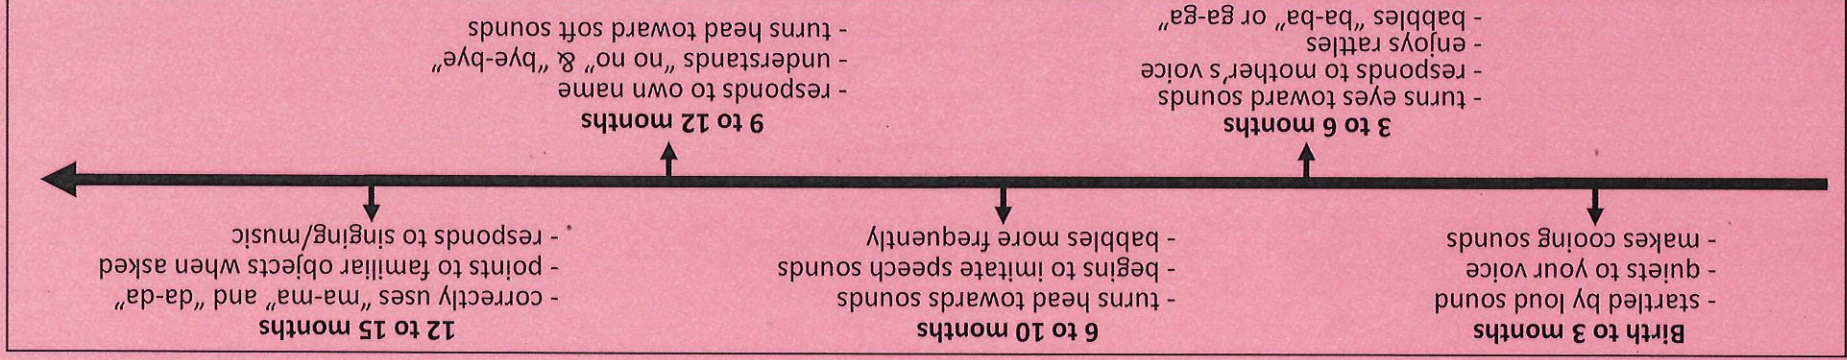 Birth to 3 months
- startled by loud sound
- quiets to your voice
- makes cooing sounds
3 to 6 months
- turns eyes toward sounds
- responds to mother's voice
- enjoys rattles
- babbles "ba-ba" or ga-ga"
6 to 10 months
- turns head towards sounds
- begins to imitate speech sounds
- babbles more frequently
9 to 12 months
- responds to own name
- understands "no no" & "bye-bye"
- turns head toward soft sounds
12 to 15 months
- correctly uses "ma-ma" and "da-da"
- points to familiar objects when asked
- responds to singing/music